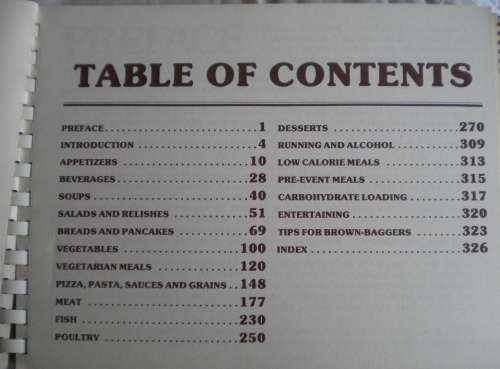 TABLE OF CONTENTS
PREFACE 1
INTRODUCTION 4
APPETIZERS 10
BEVERAGES 28
SOUPS 40
SALADS AND RELISHES 51
BREADS AND PANCAKES 69
VEGETABLES 100
VEGETARIAN MEALS 120
PIZZA, PASTA, SAUCES AND GRAINS 148
MEAT 177
FISH 230
POULTRY 250
DESSERTS 270
RUNNING AND ALCOHOL 309
LOW CALORIE MEALS 313
PRE-EVENT MEALS 315
CARBOHYDRATE LOADING 317
ENTERTAINING 320
TIPS FOR BROWN-BAGGERS 323
INDEX 326